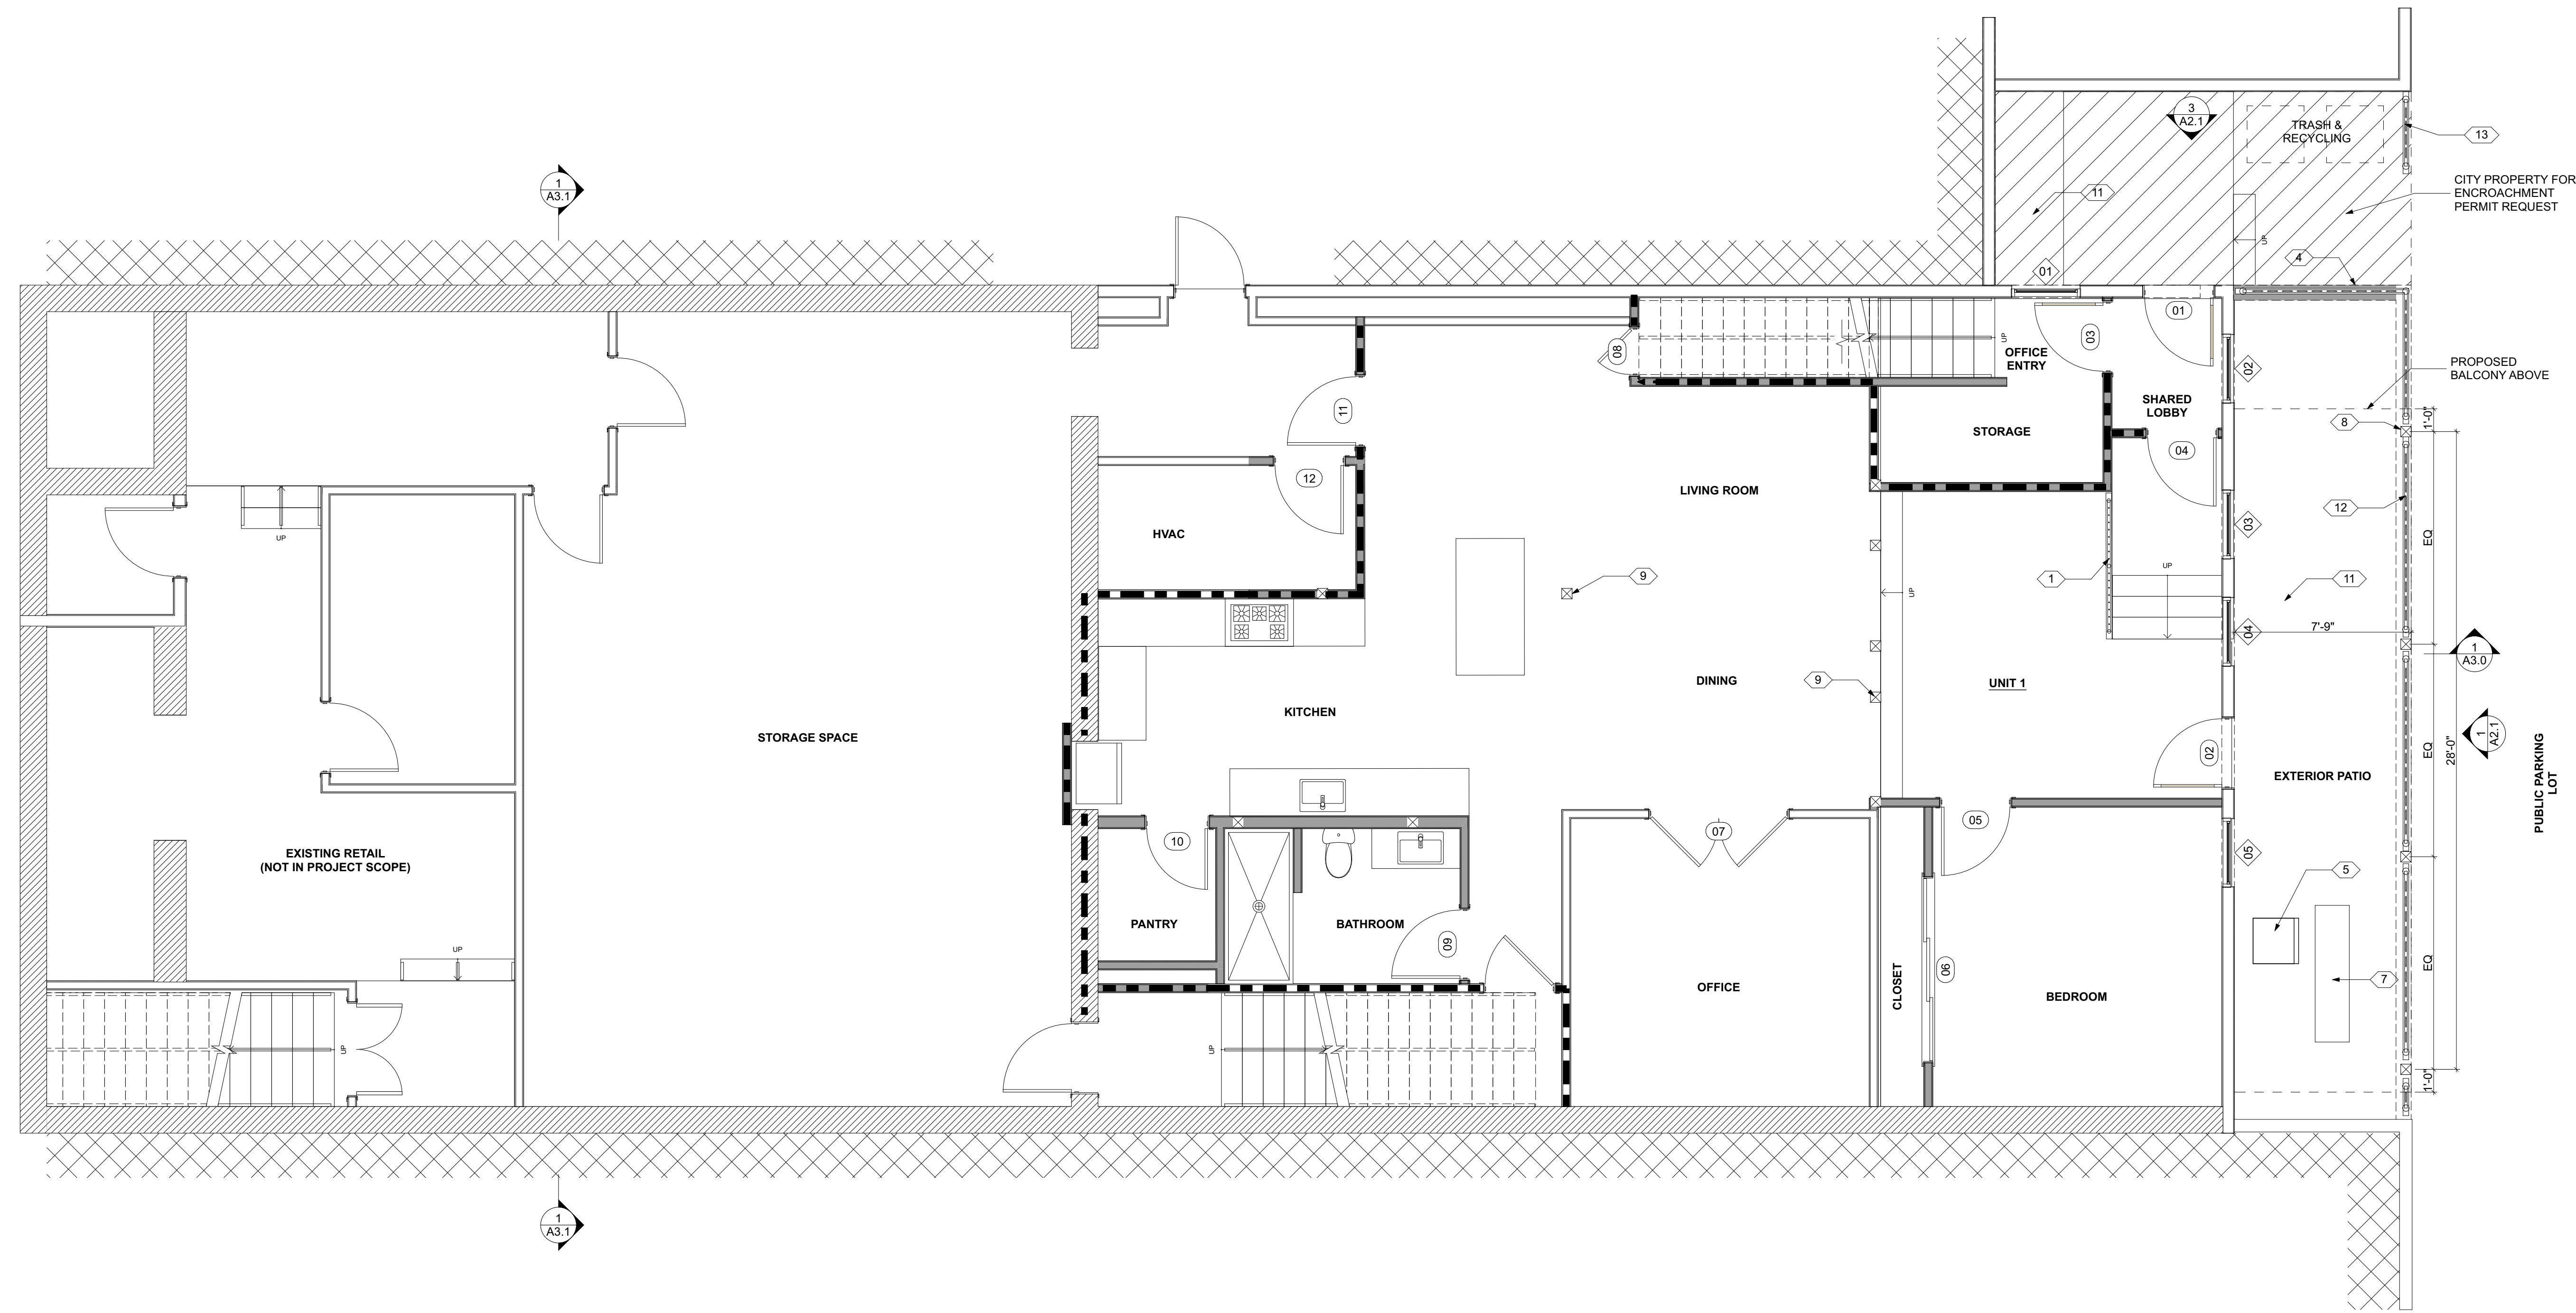 3
A2.1
TRASH &
RECYCLING
13
CITY PROPERTY FOR
ENCROACHMENT
PERMIT REQUEST
11
UP
4
1
A3.1
01
01
03
08
UP
OFFICE
ENTRY
02
PROPOSED
BALCONY ABOVE
SHARED
LOBBY
1'-0"
8
11
STORAGE
04
12
LIVING ROOM
12
03
EQ
HVAC
UP
UP
9
1
11
UP
04
7'-9"
1
A3.0
9
DINING
UNIT 1
KITCHEN
STORAGE SPACE
02
EQ
28'-0"
1
A2.1
PUBLIC PARKING
LOT
EXTERIOR PATIO
07
05
10
EXISTING RETAIL
(NOT IN PROJECT SCOPE)
05
5
PANTRY
BATHROOM
09
UP
CLOSET
06
EQ
7
OFFICE
BEDROOM
UP
UP
1'-0"
1
A3.1